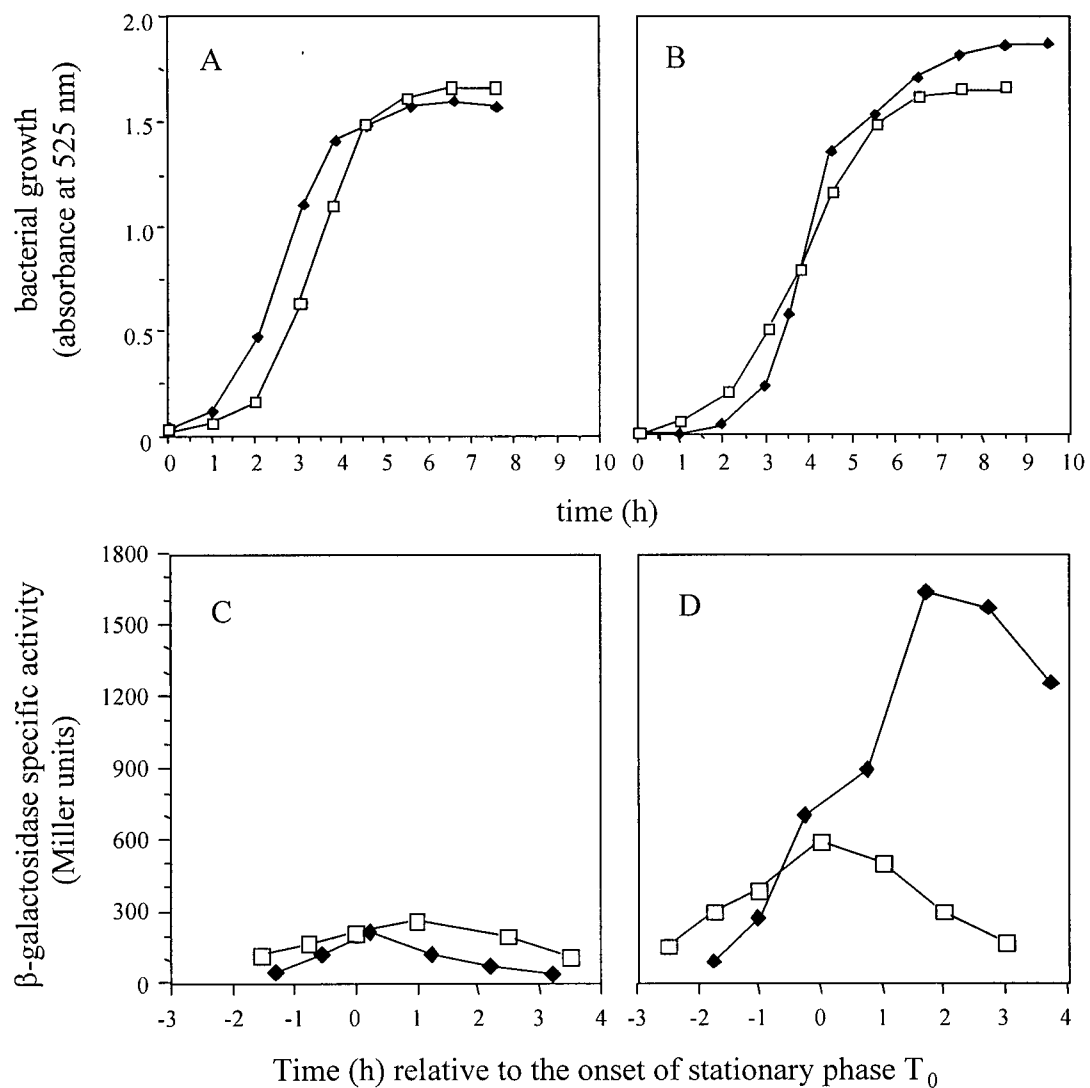 A
B
bacterial growth
(absorbance at 525 nm)
2.0
1.5
1.0
0.5
0
0 1 2 3 4 5 6 7 8 9 10
0 1 2 3 4 5 6 7 8 9 10
time (h)
C
D
β-galactosidase specific activity
(Miller units)
1800
1500
1200
900
600
300
0
-3 -2 -1 0 1 2 3 4
-3 -2 -1 0 1 2 3 4
Time (h) relative to the onset of stationary phase T0